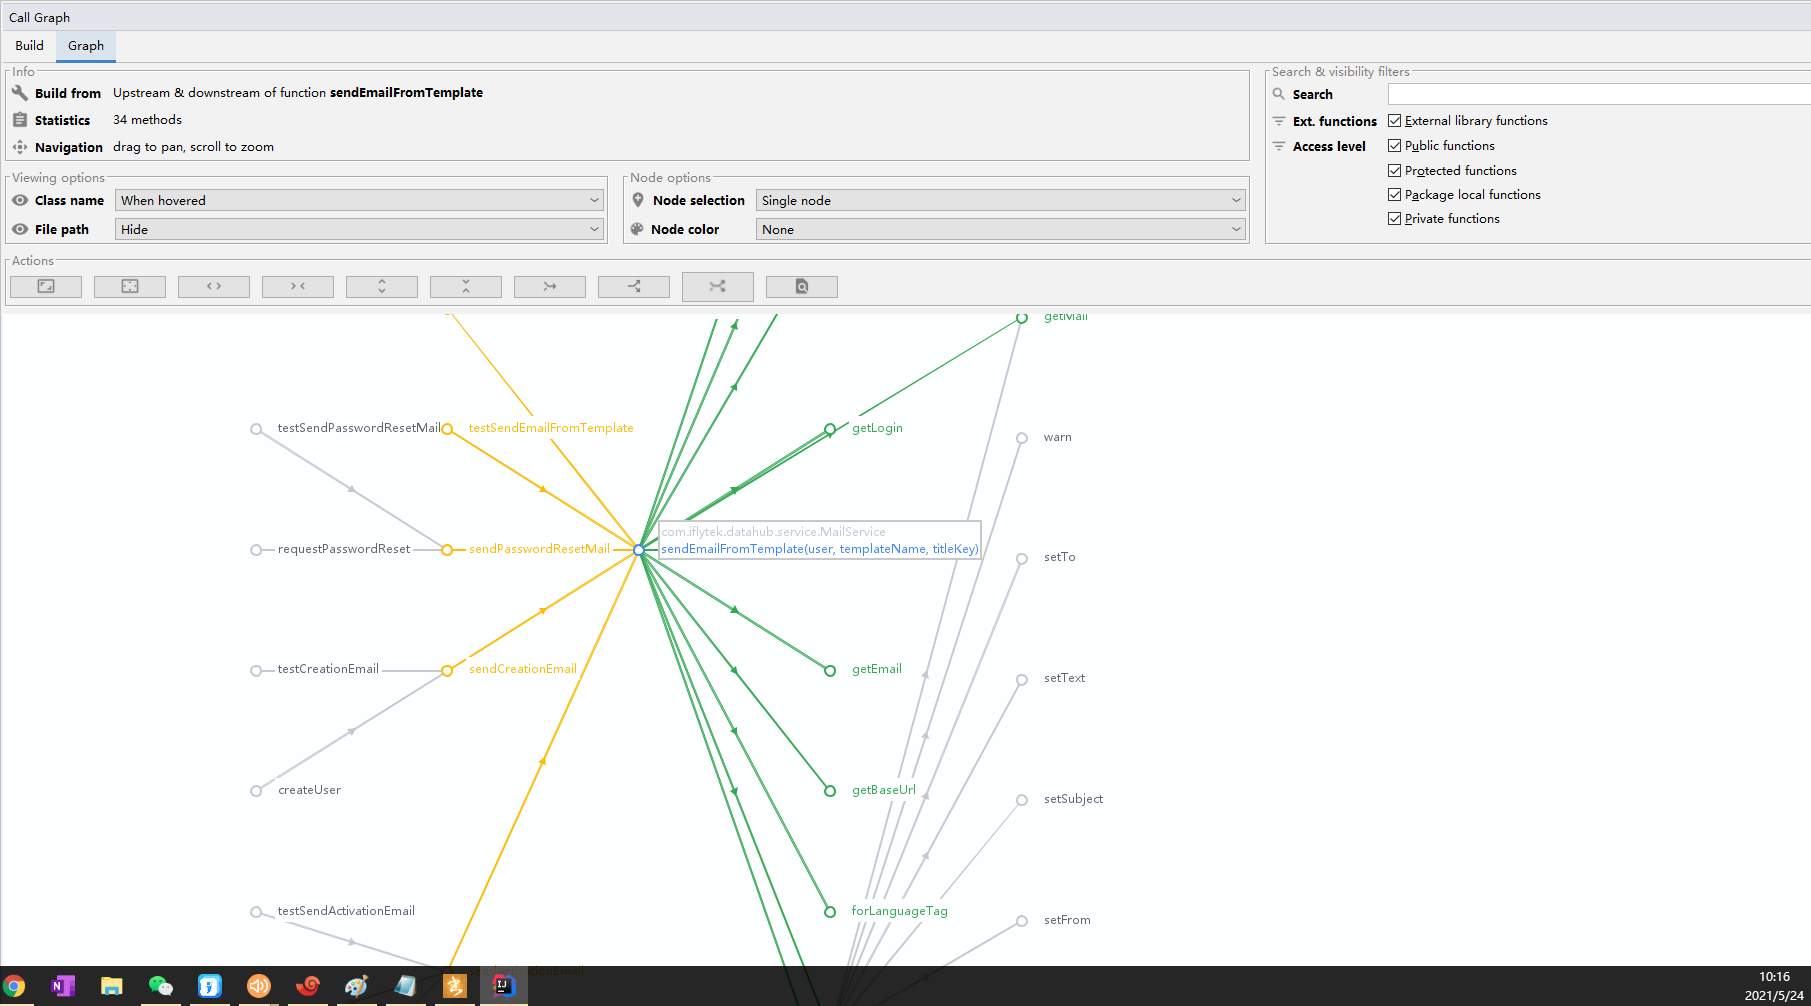 Call Graph
Build
Graph
Info
Build from
Upstream & downstream of function sendEmailFromTemplate
Statistics
34 methods
Navigation
drag to pan, scroll to zoom
Search & visibility filters
Search
Ext. functions
External library functions
Access level
Public functions
Protected functions
Package local functions
Private functions
Viewing options
Class name
When hovered
File path
Hide
Node options
Node selection
Single node
Node color
None
Actions
getMail
testSendPasswordResetMail
testSendEmailFromTemplate
getLogin
warn
com.iflytek.datahub.service.MailService
requestPasswordReset
sendPasswordResetMail
sendEmailFromTemplate(user, templateName, titleKey)
setTo
testCreationEmail
sendCreationEmail
getEmail
setText
createUser
getBaseUrl
setSubject
testSendActivationEmail
forLanguageTag
setFrom
10:16
2021/5/24